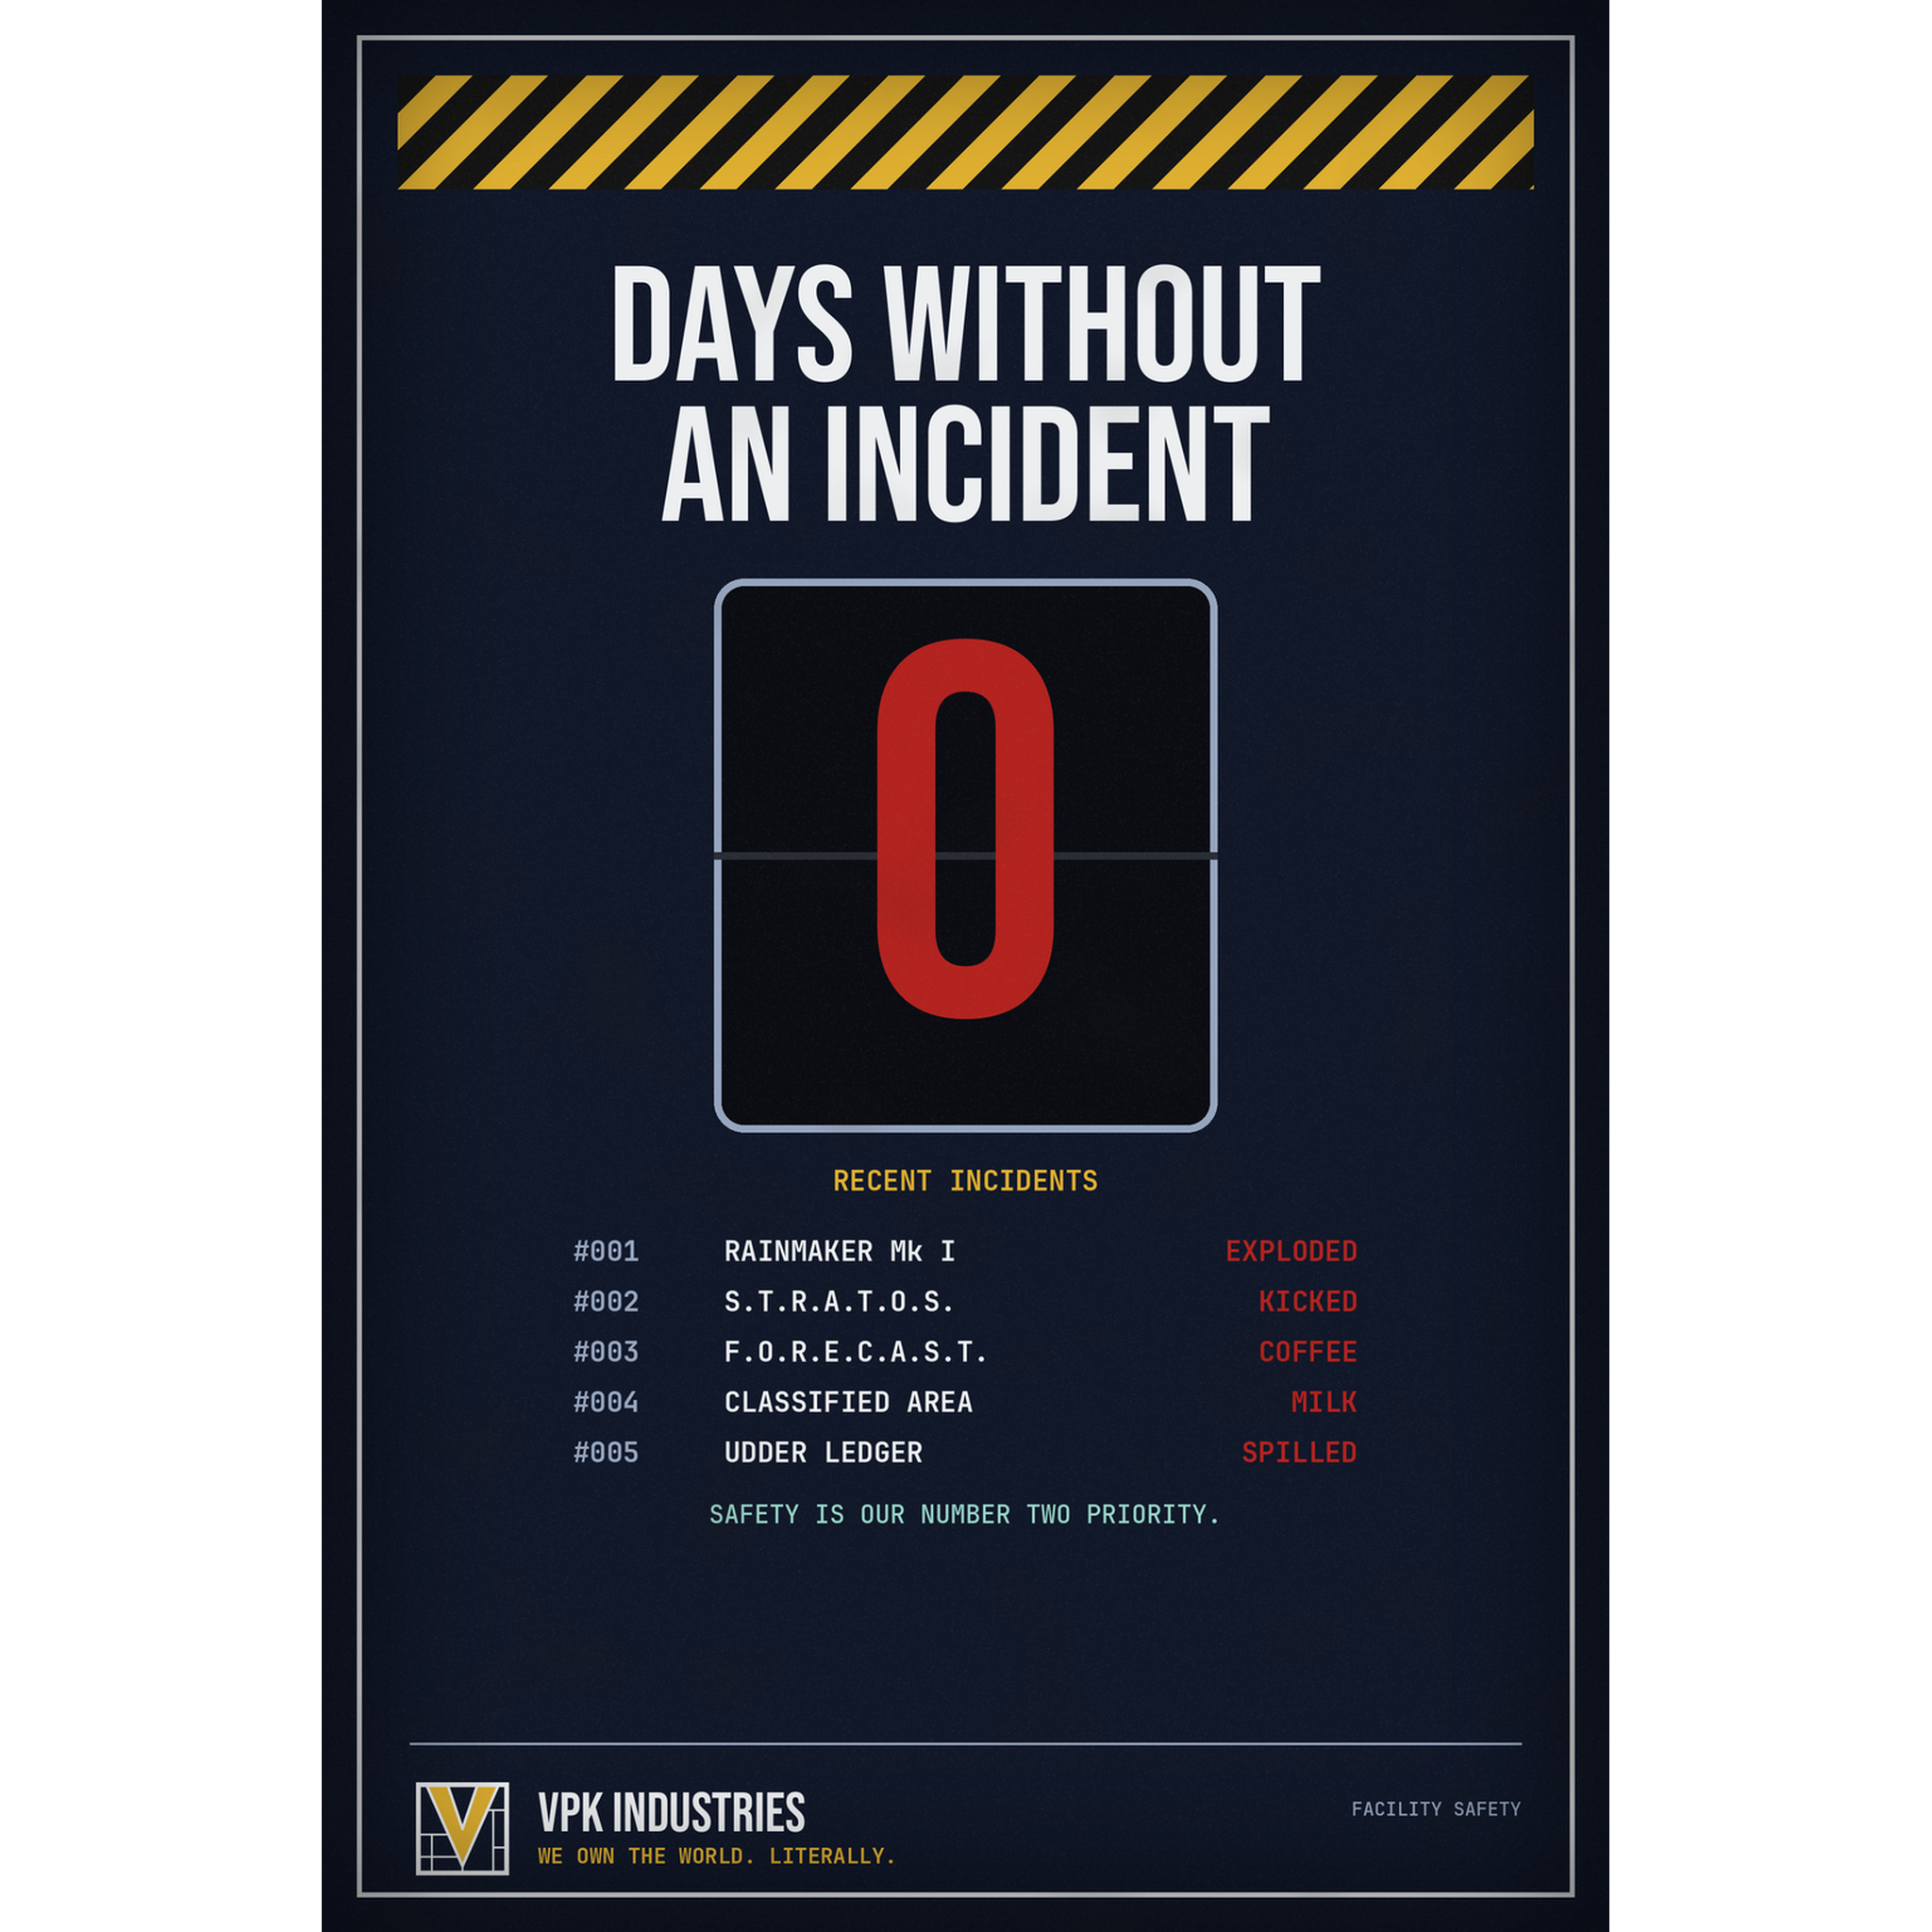 DAYS WITHOUT
AN INCIDENT
0
RECENT INCIDENTS
#001 RAINMAKER Mk I EXPLODED
#002 S.T.R.A.T.O.S. KICKED
#003 F.O.R.E.C.A.S.T. COFFEE
#004 CLASSIFIED AREA MILK
#005 UDDER LEDGER SPILLED
SAFETY IS OUR NUMBER TWO PRIORITY.
V
VPK INDUSTRIES
WE OWN THE WORLD. LITERALLY.
FACILITY SAFETY